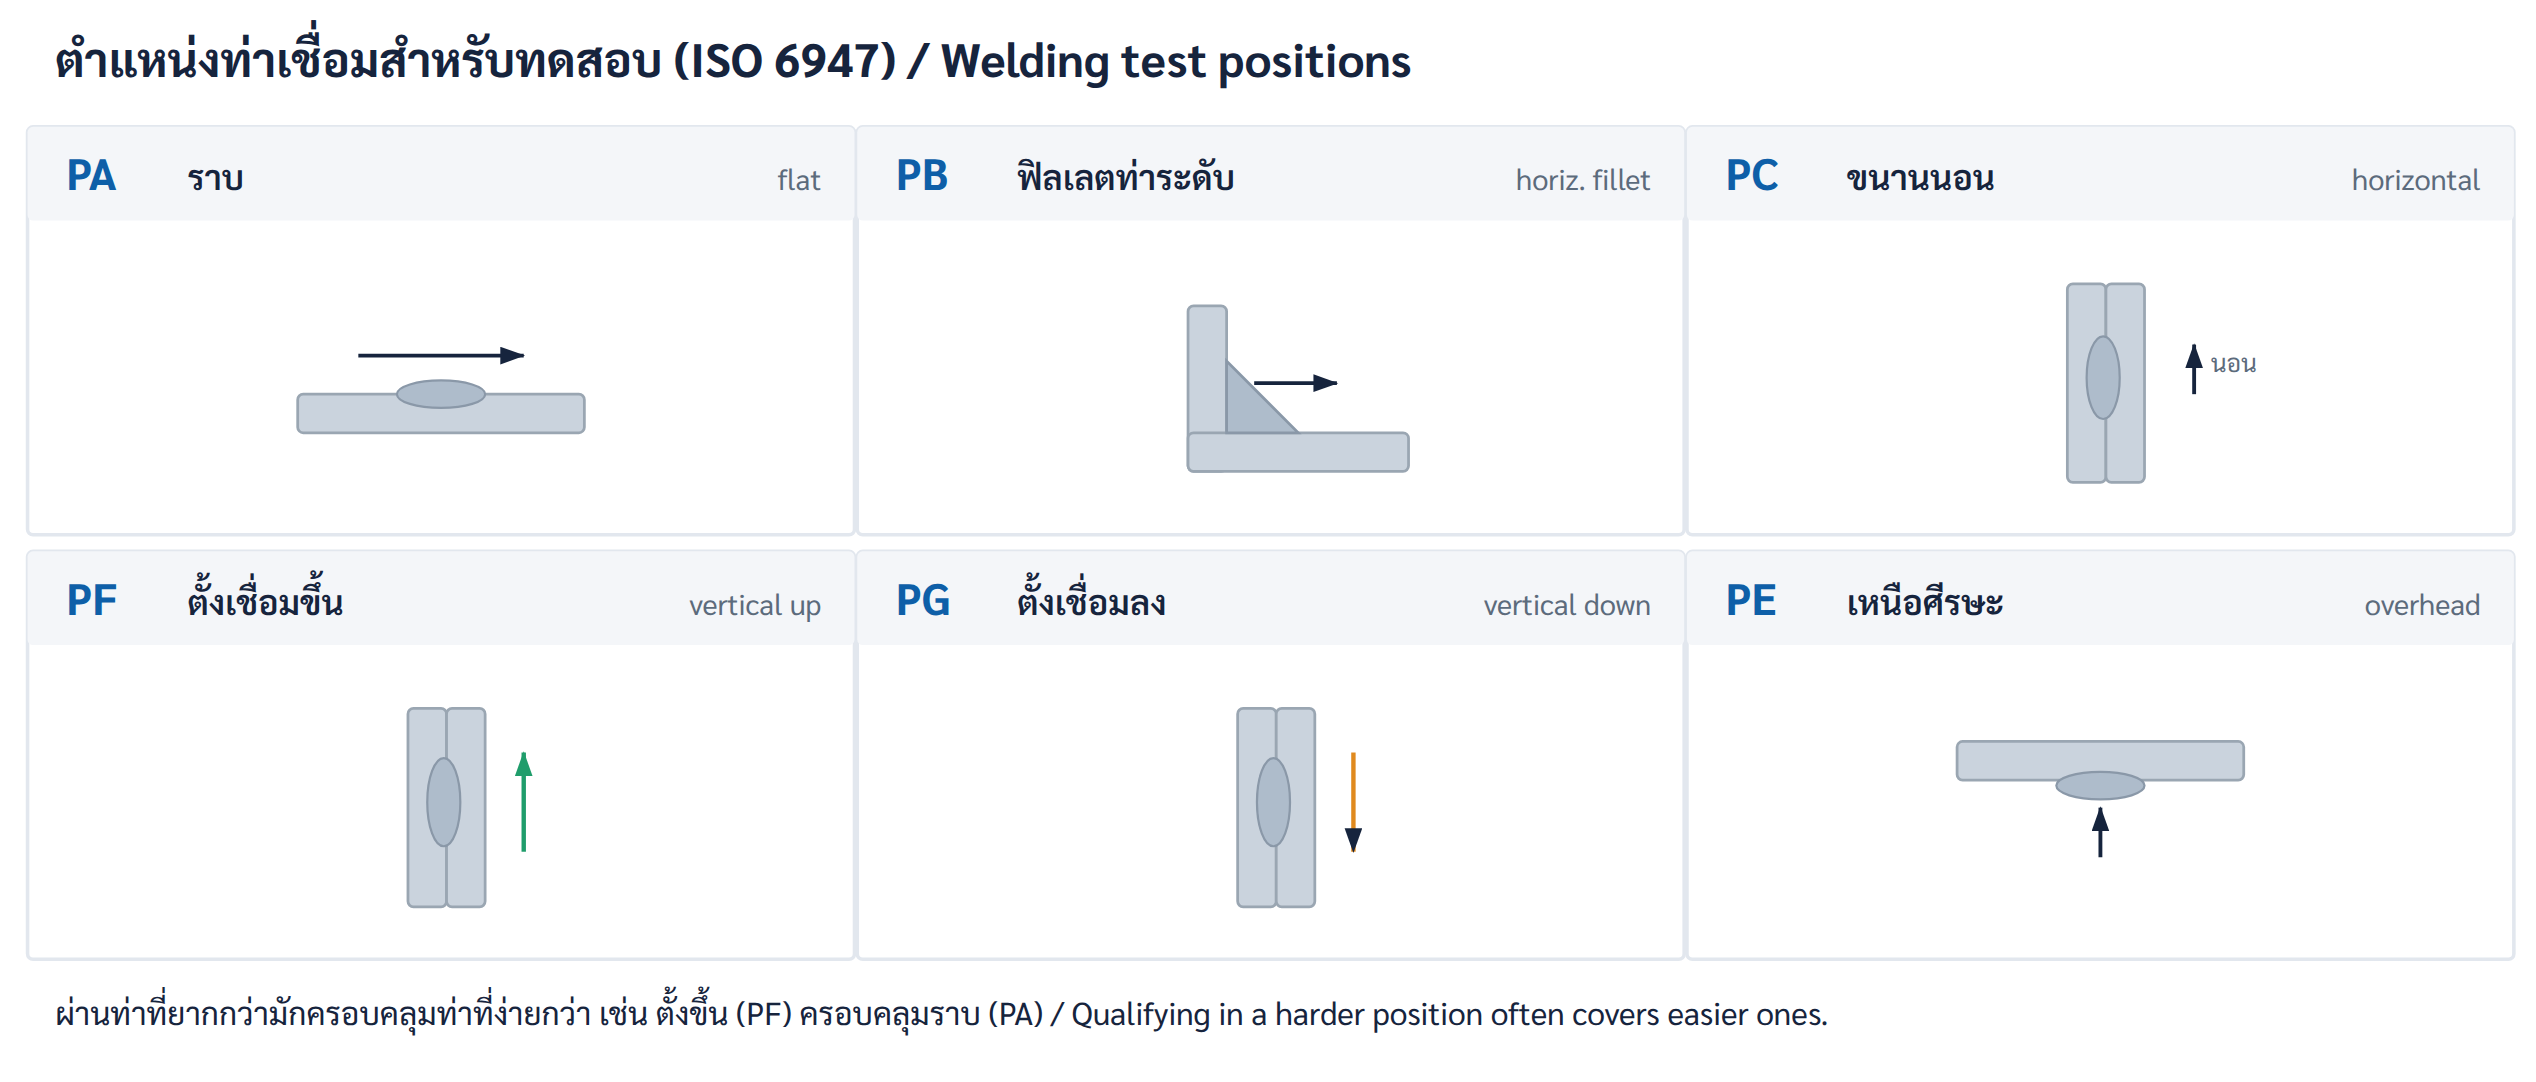 ตำแหน่งท่าเชื่อมสำหรับทดสอบ (ISO 6947) / Welding test positions
PA ราบ flat
PB ฟิลเลตท่าระดับ horiz. fillet
PC ขนานนอน horizontal
นอน
PF ตั้งเชื่อมขึ้น vertical up
PG ตั้งเชื่อมลง vertical down
PE เหนือศีรษะ overhead
ผ่านท่าที่ยากกว่ามักครอบคลุมท่าที่ง่ายกว่า เช่น ตั้งขึ้น (PF) ครอบคลุมราบ (PA) / Qualifying in a harder position often covers easier ones.